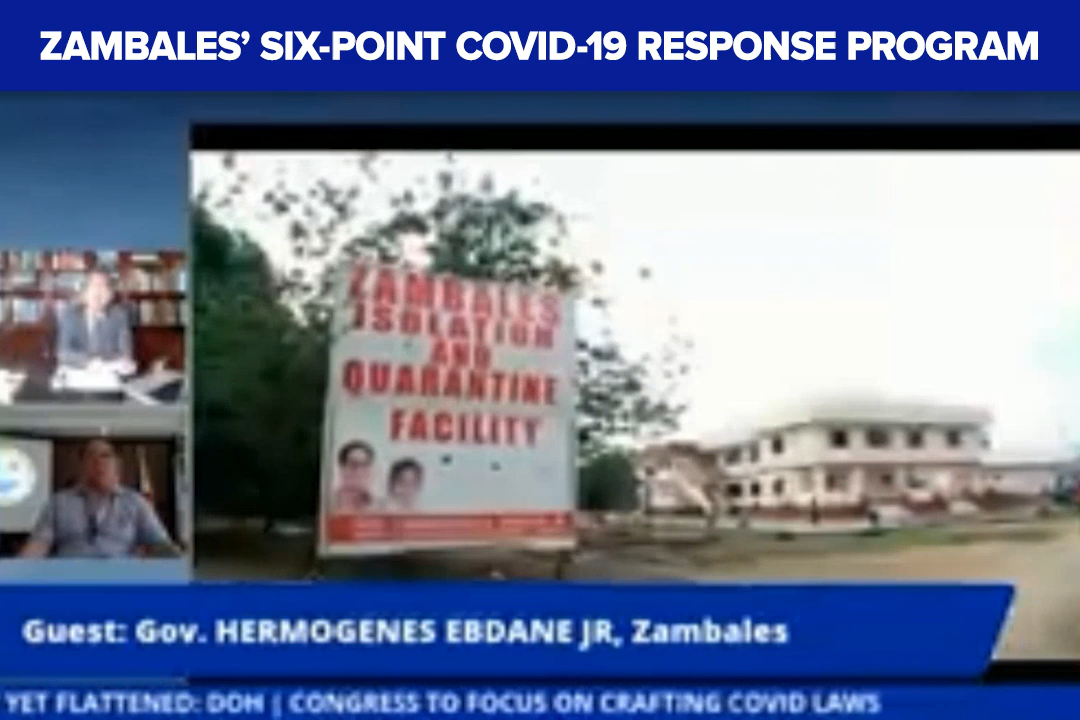 ZAMBALES’ SIX-POINT COVID-19 RESPONSE PROGRAM
ZAMBALES
ISOLATION
AND
QUARANTINE
FACILITY
Guest: Gov. HERMOGENES EBDANE JR, Zambales
YET FLATTENED: DOH | CONGRESS TO FOCUS ON CRAFTING COVID LAWS